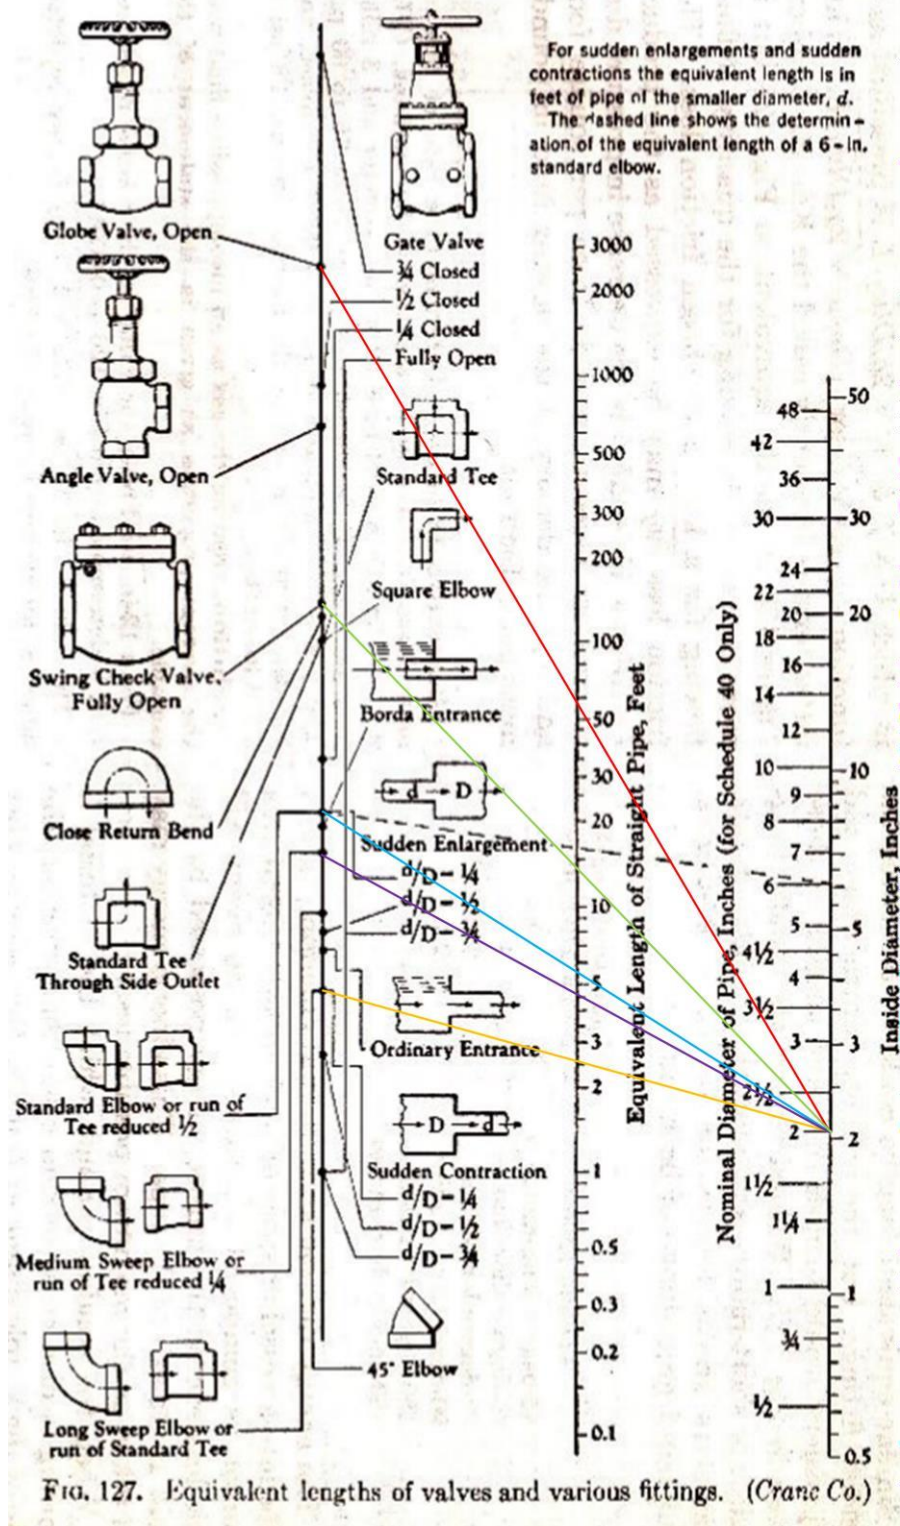 For sudden enlargements and sudden
contractions the equivalent length is in
feet of pipe of the smaller diameter, d.
The dashed line shows the determin-
ation of the equivalent length of a 6-in.
standard elbow.
Globe Valve, Open
Angle Valve, Open
Swing Check Valve,
Fully Open
Close Return Bend
Standard Tee
Through Side Outlet
Standard Elbow or run of
Tee reduced ½
Medium Sweep Elbow or
run of Tee reduced ¼
Long Sweep Elbow or
run of Standard Tee
Gate Valve
¾ Closed
½ Closed
¼ Closed
Fully Open
Standard Tee
Square Elbow
Borda Entrance
d D
Sudden Enlargement
d/D-¼
d/D-½
d/D-¾
Ordinary Entrance
D d
Sudden Contraction
d/D-¼
d/D-½
d/D-¾
45° Elbow
3000
2000
1000
500
300
200
100
50
30
20
10
5
3
2
1
0.5
0.3
0.2
0.1
Equivalent Length of Straight Pipe, Feet
48
42
36
30
24
22
20
18
16
14
12
10
9
8
7
6
5
4½
4
3½
3
2½
2
1½
1¼
1
¾
½
Nominal Diameter of Pipe, Inches (for Schedule 40 Only)
50
30
20
10
5
3
2
1
0.5
Inside Diameter, Inches
FIG. 127. Equivalent lengths of valves and various fittings. (Crane Co.)